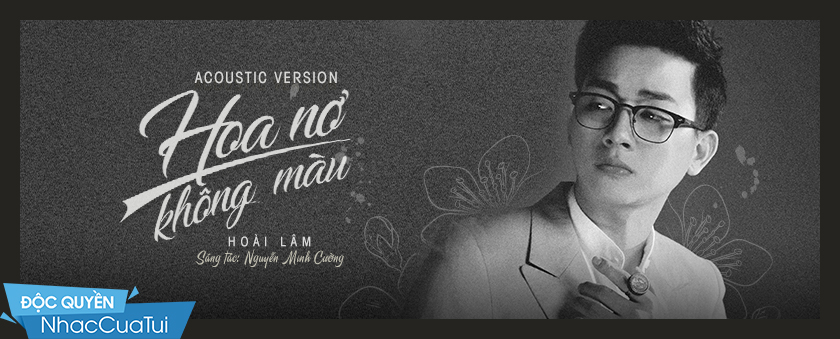 ACOUSTIC VERSION
Hoa nở
không màu
HOÀI LÂM
Sáng tác: Nguyễn Minh Cường
ĐỘC QUYỀN
NhacCuaTui